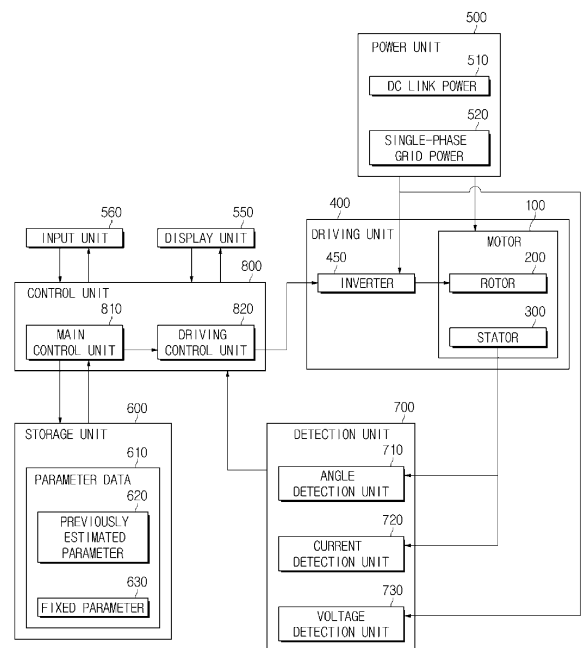 500
POWER UNIT
510
DC LINK POWER
520
SINGLE-PHASE
GRID POWER
560
INPUT UNIT
550
DISPLAY UNIT
400
DRIVING UNIT
100
MOTOR
450
INVERTER
200
ROTOR
300
STATOR
800
CONTROL UNIT
810
MAIN
CONTROL UNIT
820
DRIVING
CONTROL UNIT
600
STORAGE UNIT
610
PARAMETER DATA
620
PREVIOUSLY
ESTIMATED
PARAMETER
630
FIXED PARAMETER
700
DETECTION UNIT
710
ANGLE
DETECTION UNIT
720
CURRENT
DETECTION UNIT
730
VOLTAGE
DETECTION UNIT